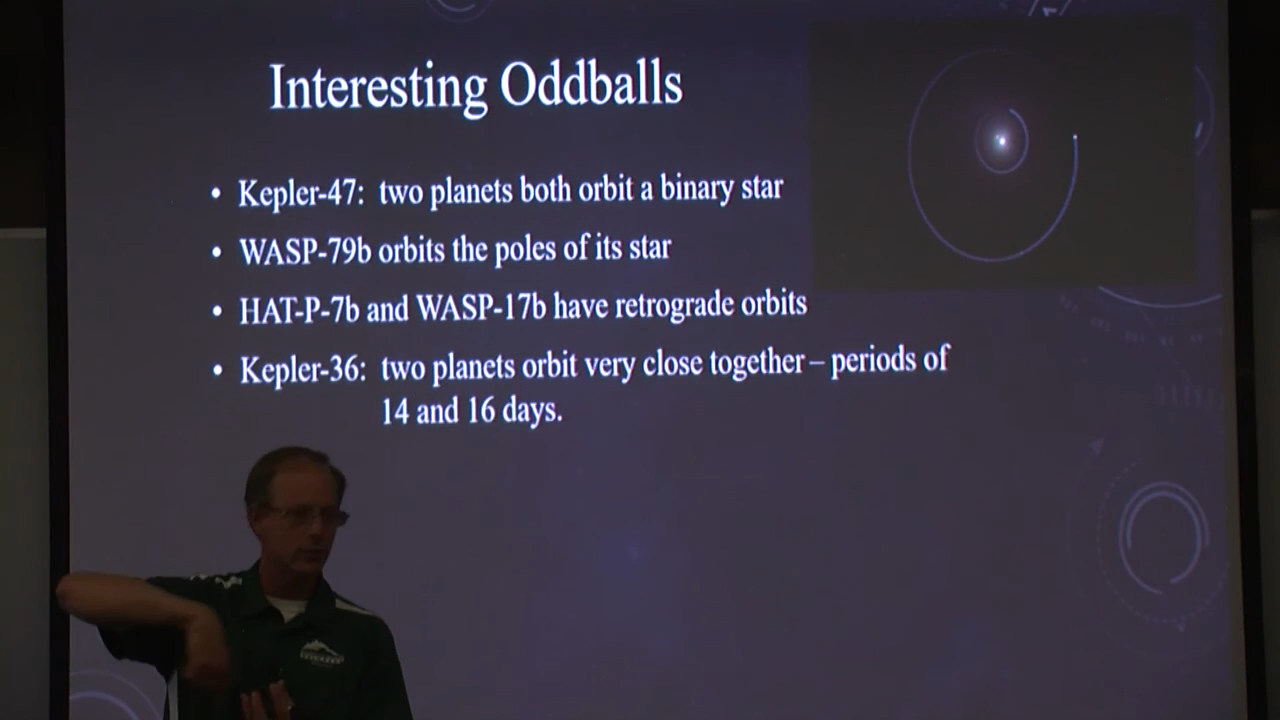 Interesting Oddballs
• Kepler-47: two planets both orbit a binary star
• WASP-79b orbits the poles of its star
• HAT-P-7b and WASP-17b have retrograde orbits
• Kepler-36: two planets orbit very close together – periods of
14 and 16 days.